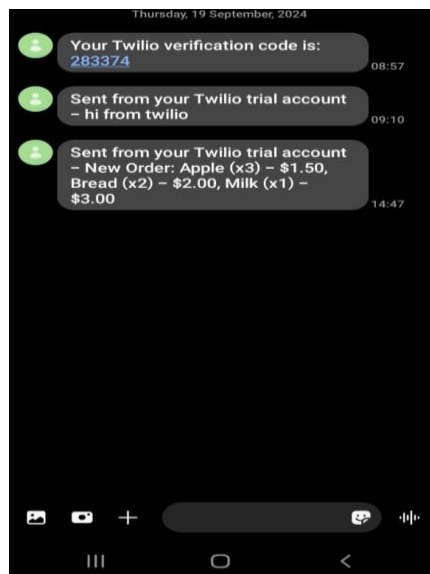 Thursday, 19 September, 2024
Your Twilio verification code is:
283374
08:57
Sent from your Twilio trial account
– hi from twilio
09:10
Sent from your Twilio trial account
– New Order: Apple (x3) – $1.50,
Bread (x2) – $2.00, Milk (x1) –
$3.00
14:47